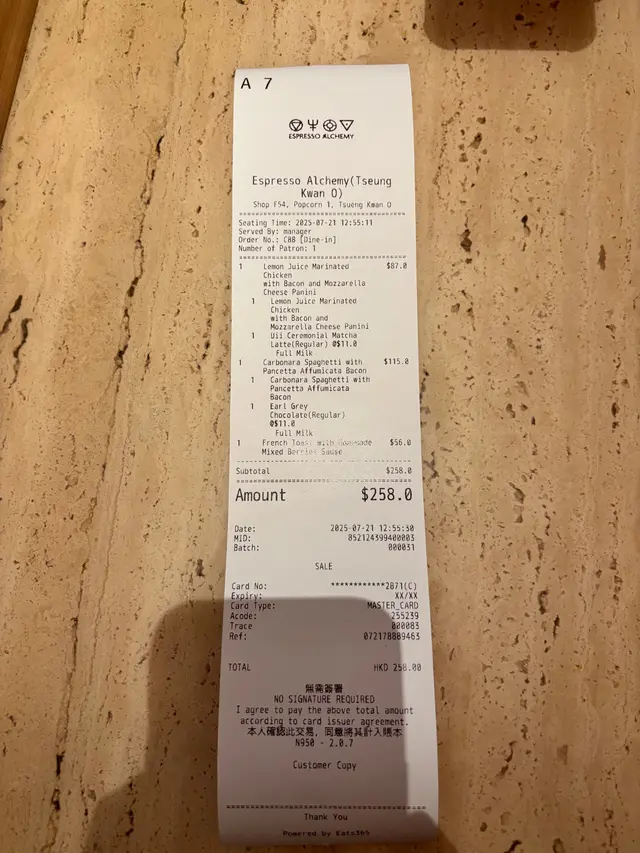 A 7
ESPRESSO ALCHEMY
Espresso Alchemy(Tseung
Kwan O)
Shop F54, Popcorn 1, Tsueng Kwan O
Seating Time: 2025-07-21 12:55:11
Served By: manager
Order No.: C88 [Dine-in]
Number of Patron: 1
1 Lemon Juice Marinated $87.0
Chicken
with Bacon and Mozzarella
Cheese Panini
1 Lemon Juice Marinated
Chicken
with Bacon and
Mozzarella Cheese Panini
1 Uii Ceremonial Matcha
Latte(Regular) @$11.0
Full Milk
1 Carbonara Spaghetti with $115.0
Pancetta Affumicata Bacon
1 Carbonara Spaghetti with
Pancetta Affumicata
Bacon
1 Earl Grey
Chocolate(Regular)
@$11.0
Full Milk
1 French Toast with Homemade $56.0
Mixed Berries Sauce
Subtotal $258.0
Amount $258.0
Date: 2025-07-21 12:55:30
MID: 852124399400003
Batch: 000031
SALE
Card No: ************2871(C)
Expiry: XX/XX
Card Type: MASTER_CARD
Acode: 255239
Trace 000083
Ref: 072178889463
TOTAL HKD 258.00
無需簽署
NO SIGNATURE REQUIRED
I agree to pay the above total amount
according to card issuer agreement.
本人確認此交易, 同意將其計入賬本
N950 - 2.0.7
Customer Copy
Thank You
Powered by Eats365